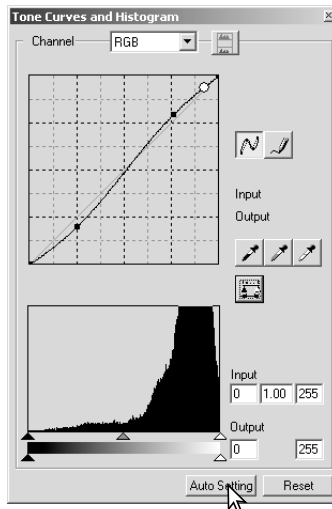 Tone Curves and Histogram
Channel RGB
Input
Output
Input
0 1.00 255
Output
0 255
Auto Setting Reset